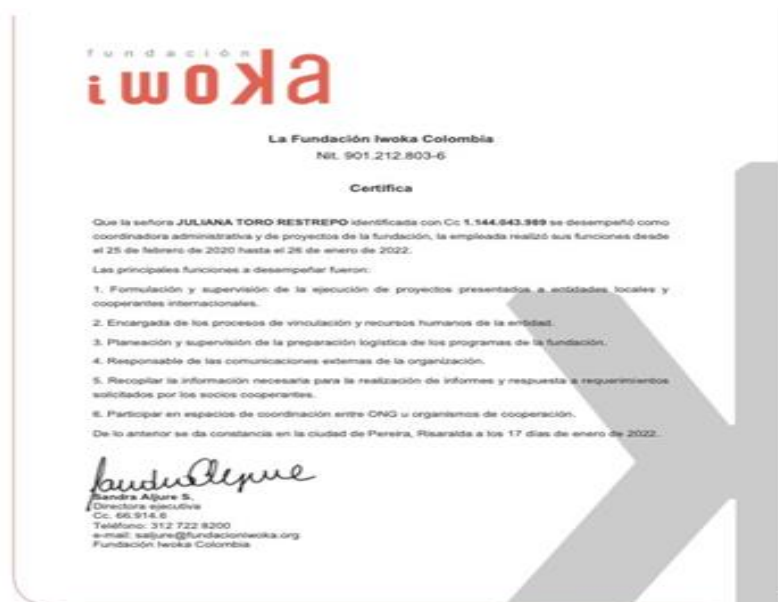 fundación
iwoka
La Fundación Iwoka Colombia
Nit. 901.212.803-6
Certifica
Que la señora JULIANA TORO RESTREPO identificada con Cc 1.144.043.989 se desempeñó como
coordinadora administrativa y de proyectos de la fundación, la empleada realizó sus funciones desde
el 25 de febrero de 2020 hasta el 26 de enero de 2022.
Las principales funciones a desempeñar fueron:
1. Formulación y supervisión de la ejecución de proyectos presentados a entidades locales y
cooperantes internacionales.
2. Encargada de los procesos de vinculación y recursos humanos de la entidad.
3. Planeación y supervisión de la preparación logística de los programas de la fundación.
4. Responsable de las comunicaciones externas de la organización.
5. Recopilar la información necesaria para la realización de informes y respuesta a requerimientos
solicitados por los socios cooperantes.
6. Participar en espacios de coordinación entre ONG u organismos de cooperación.
De lo anterior se da constancia en la ciudad de Pereira, Risaralda a los 17 días de enero de 2022.
Sandra Aljure
Sandra Aljure S.
Directora ejecutiva
Cc. 66.914.6
Teléfono: 312 722 8200
e-mail: saljure@fundacioniwoka.org
Fundación Iwoka Colombia